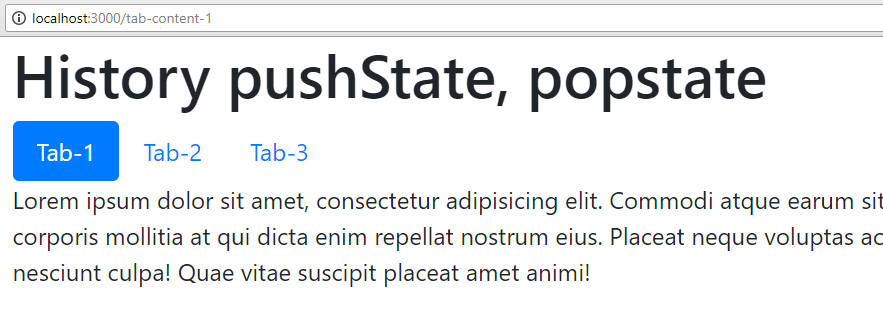 localhost:3000/tab-content-1
History pushState, popstate
Tab-1 Tab-2 Tab-3
Lorem ipsum dolor sit amet, consectetur adipisicing elit. Commodi atque earum sit
corporis mollitia at qui dicta enim repellat nostrum eius. Placeat neque voluptas
nesciunt culpa! Quae vitae suscipit placeat amet animi!